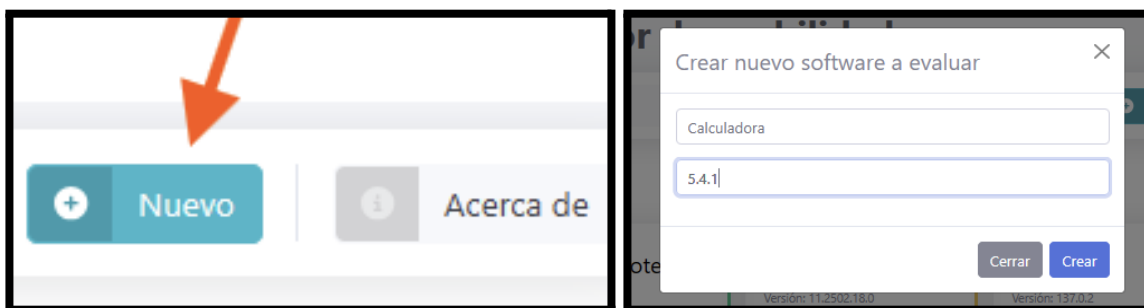 Nuevo
Acerca de
Crear nuevo software a evaluar
Calculadora
5.4.1
Cerrar
Crear
Versión: 11.2502.18.0
Versión: 137.0.2